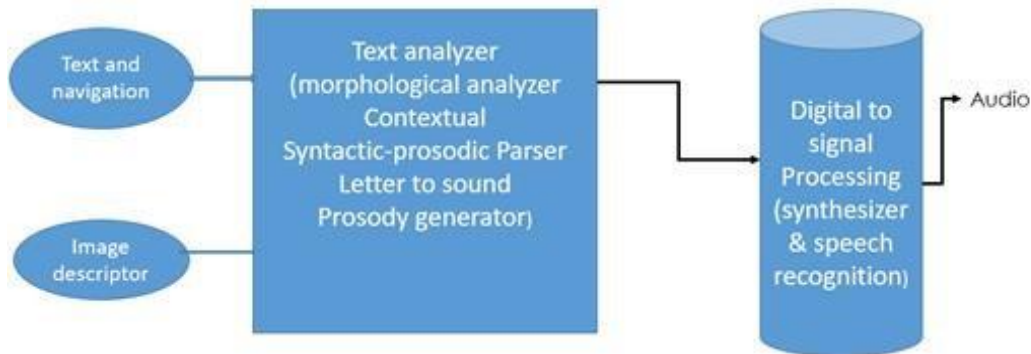 Text and
navigation
Image
descriptor
Text analyzer
(morphological analyzer
Contextual
Syntactic-prosodic Parser
Letter to sound
Prosody generator)
Digital to
signal
Processing
(synthesizer
& speech
recognition)
Audio